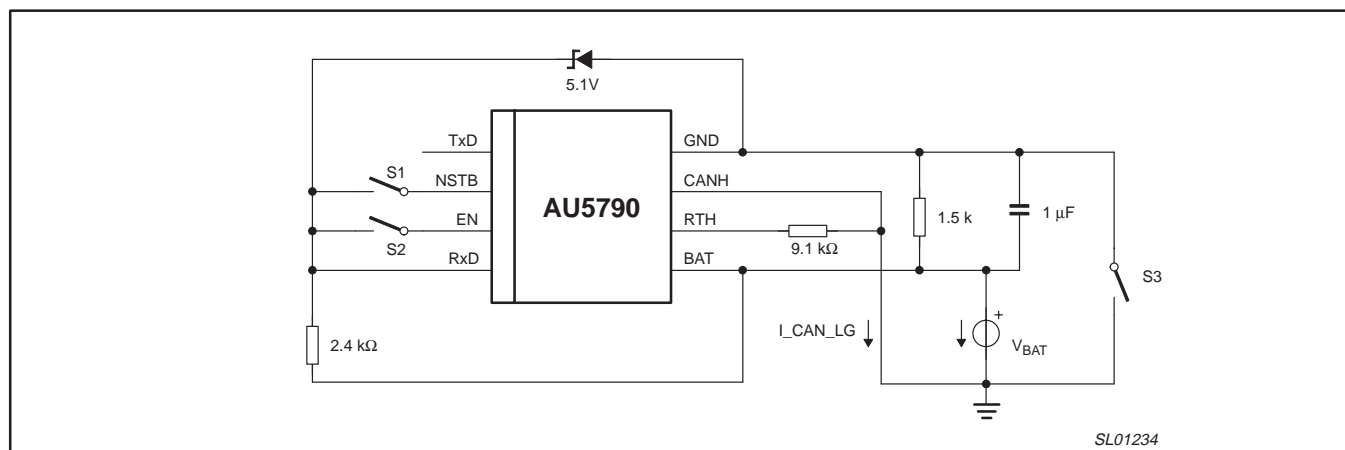 5.1V
TxD
GND
S1
NSTB
CANH
AU5790
EN
RTH
S2
9.1 kΩ
1.5 k
1 μF
RxD
BAT
S3
2.4 kΩ
I_CAN_LG
+
V_BAT
SL01234